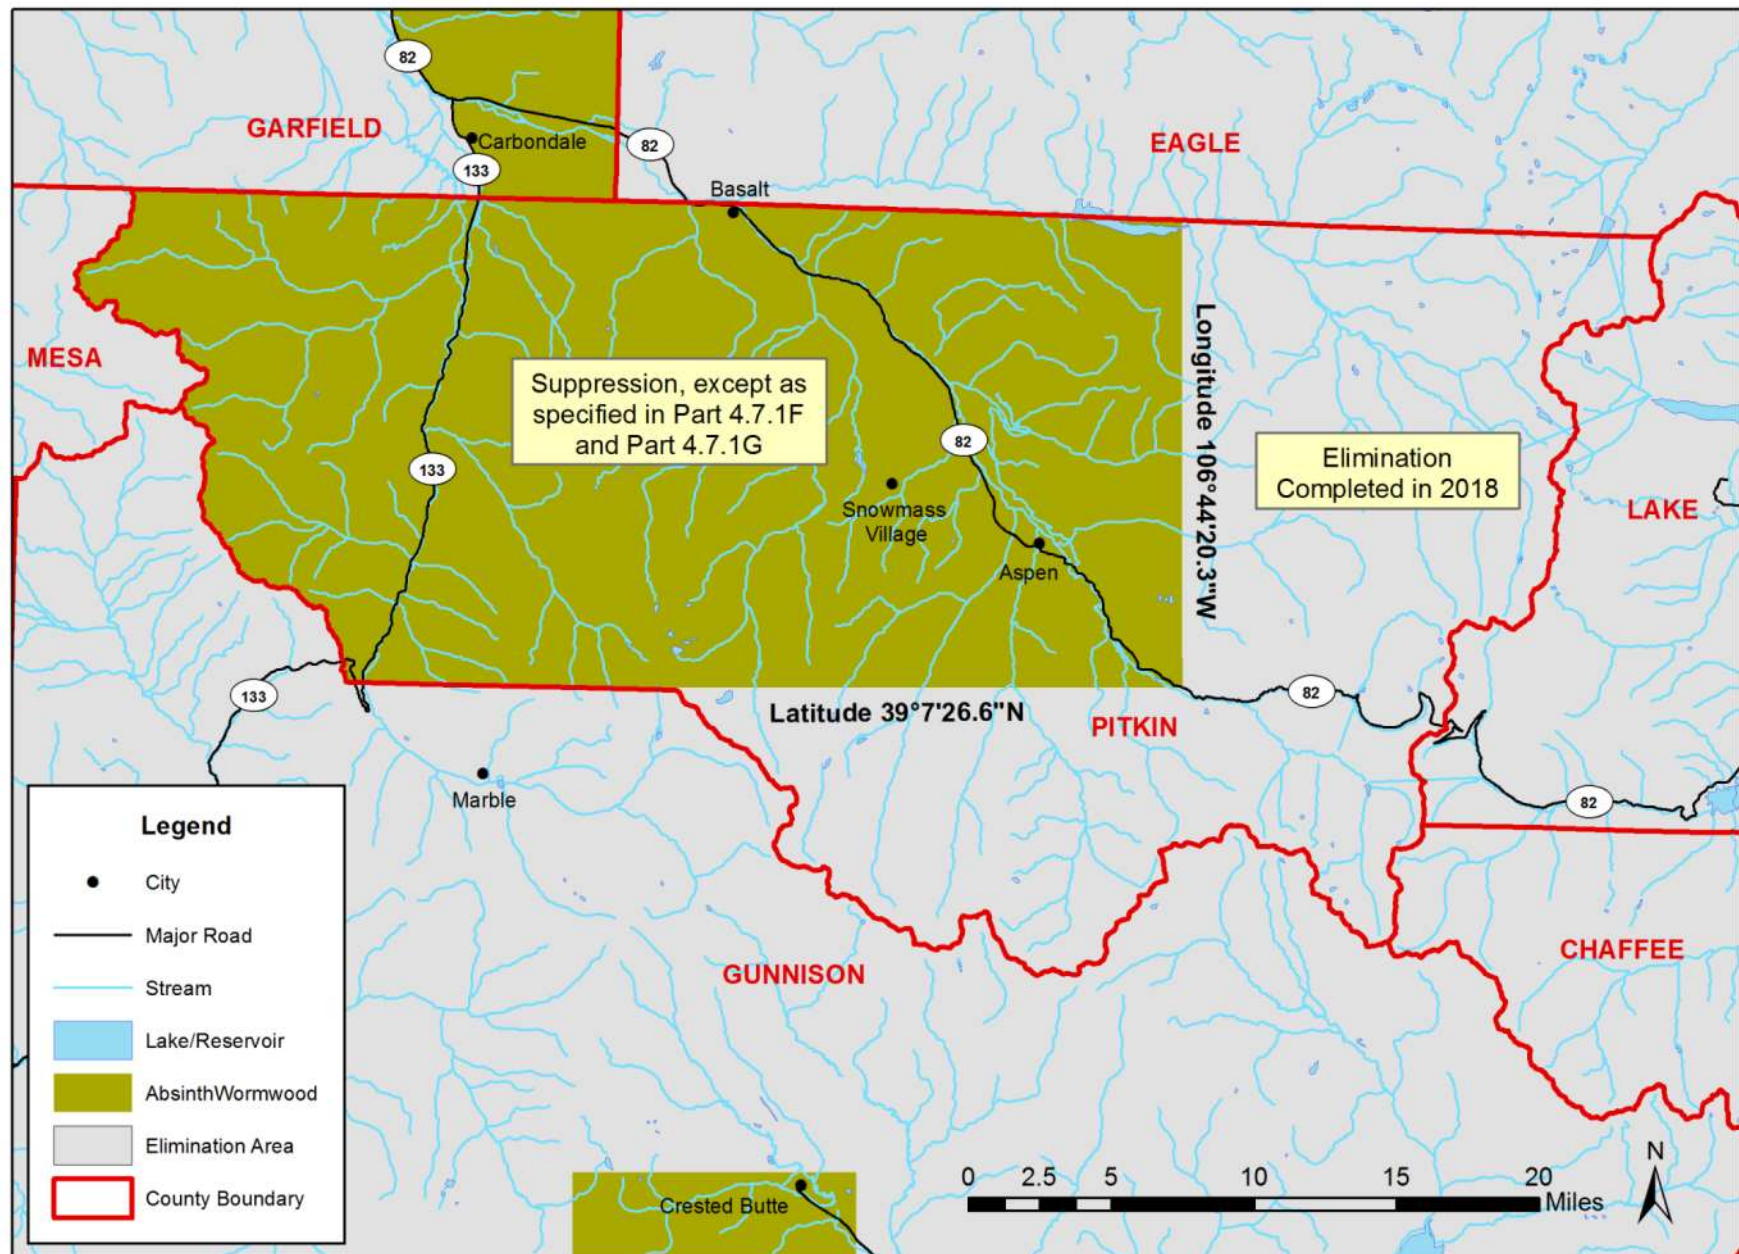 82
GARFIELD
Carbondale
133
82
EAGLE
Basalt
MESA
Suppression, except as
specified in Part 4.7.1F
and Part 4.7.1G
Longitude 106°44'20.3"W
82
133
Elimination
Completed in 2018
Snowmass
Village
LAKE
Aspen
133
82
Latitude 39°7'26.6"N
PITKIN
Marble
82
Legend
City
Major Road
Stream
Lake/Reservoir
AbsinthWormwood
Elimination Area
County Boundary
GUNNISON
CHAFFEE
Crested Butte
N
0 2.5 5 10 15 20
Miles